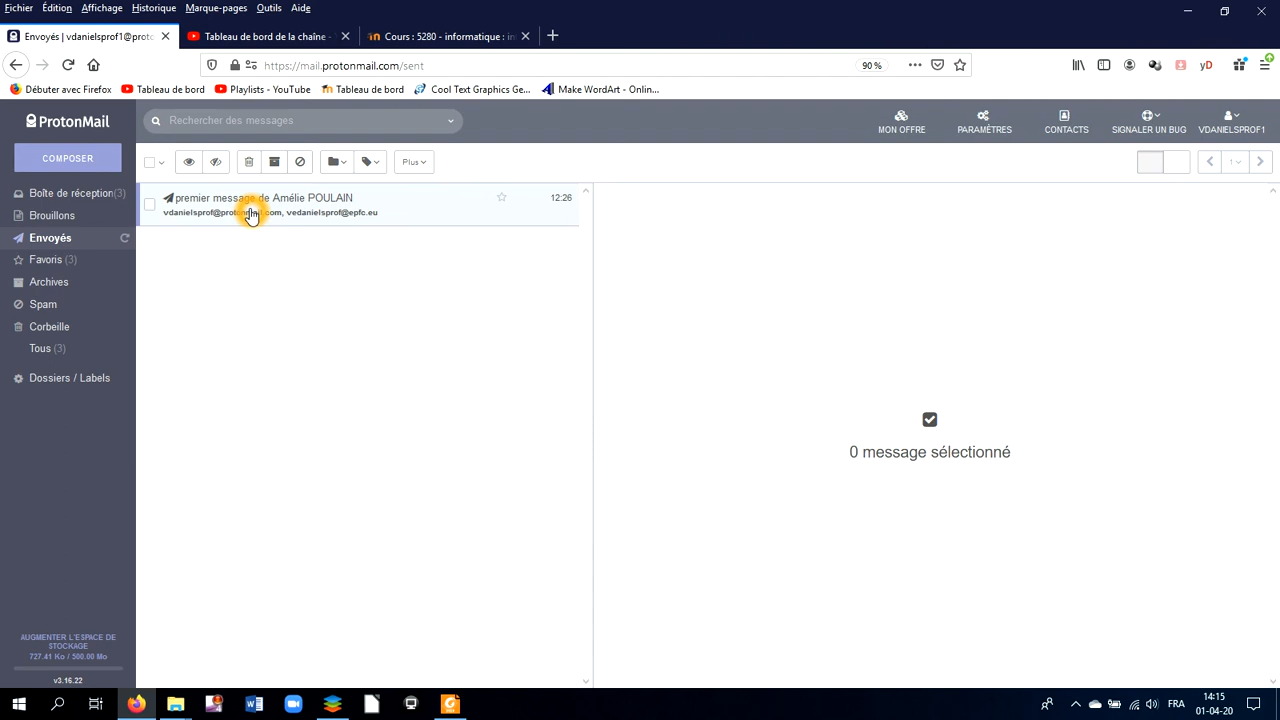 Fichier Édition Affichage Historique Marque-pages Outils Aide
Envoyés | vdanielsprof1@proto
Tableau de bord de la chaîne -
Cours : 5280 - informatique : in
https://mail.protonmail.com/sent
90 %
yD
Débuter avec Firefox
Tableau de bord
Playlists - YouTube
Tableau de bord
Cool Text Graphics Ge...
Make WordArt - Onlin...
ProtonMail
Rechercher des messages
MON OFFRE
PARAMÈTRES
CONTACTS
SIGNALER UN BUG
VDANIELSPROF1
COMPOSER
Plus
Boîte de réception (3)
Brouillons
Envoyés
Favoris (3)
Archives
Spam
Corbeille
Tous (3)
Dossiers / Labels
premier message de Amélie POULAIN
12:26
vdanielsprof@protonmail.com, vedanielsprof@epfc.eu
0 message sélectionné
AUGMENTER L'ESPACE DE
STOCKAGE
727.41 Ko / 500.00 Mo
v3.16.22
FRA
14:15
01-04-20